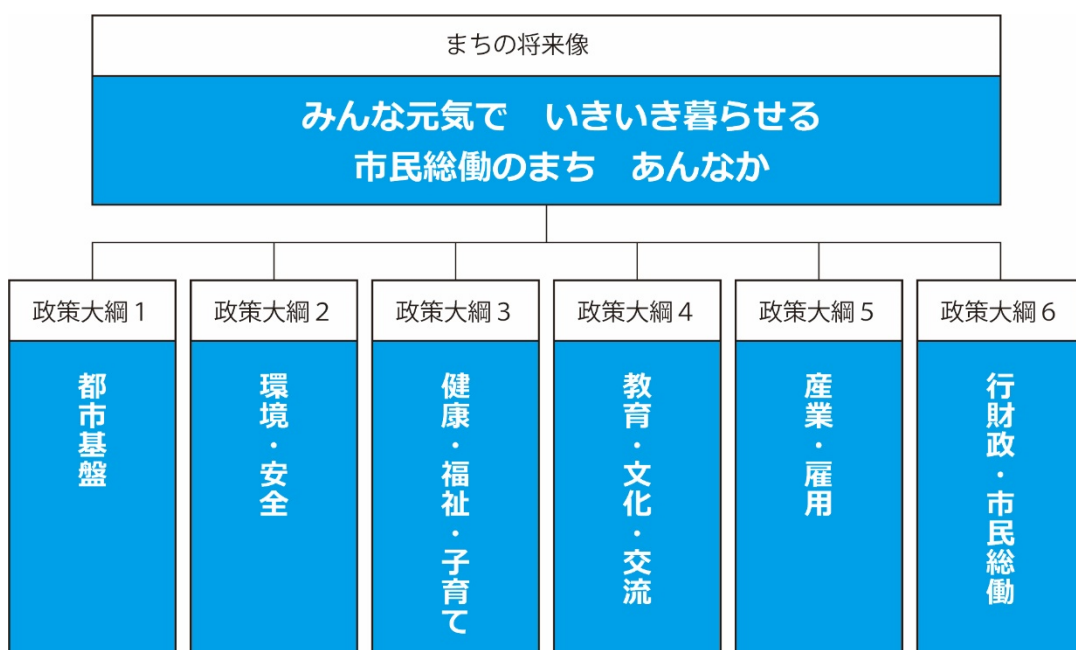 まちの将来像
みんな元気で　いきいき暮らせる
市民総働のまち　あんなか
政策大綱1
都市基盤
政策大綱2
環境・安全
政策大綱3
健康・福祉・子育て
政策大綱4
教育・文化・交流
政策大綱5
産業・雇用
政策大綱6
行財政・市民総働